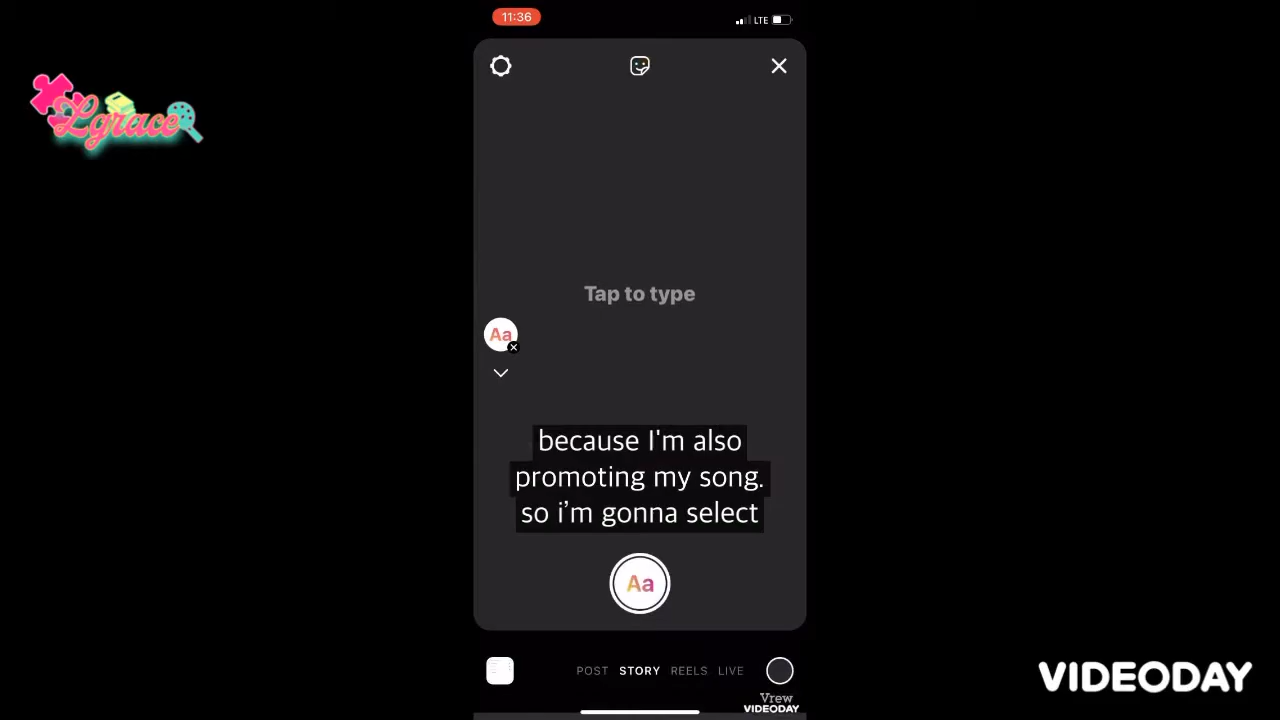 11:36
LTE
Lgrace
Tap to type
Aa
because I'm also
promoting my song.
so i’m gonna select
Aa
POST STORY REELS LIVE
Vrew
VIDEODAY
VIDEODAY